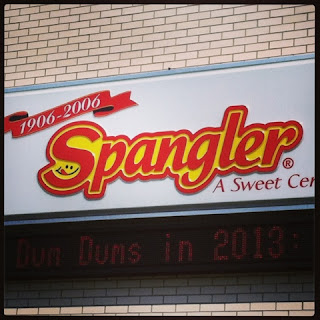 1906-2006
Spangler®
A Sweet Cen
Dum Dums in 2013: